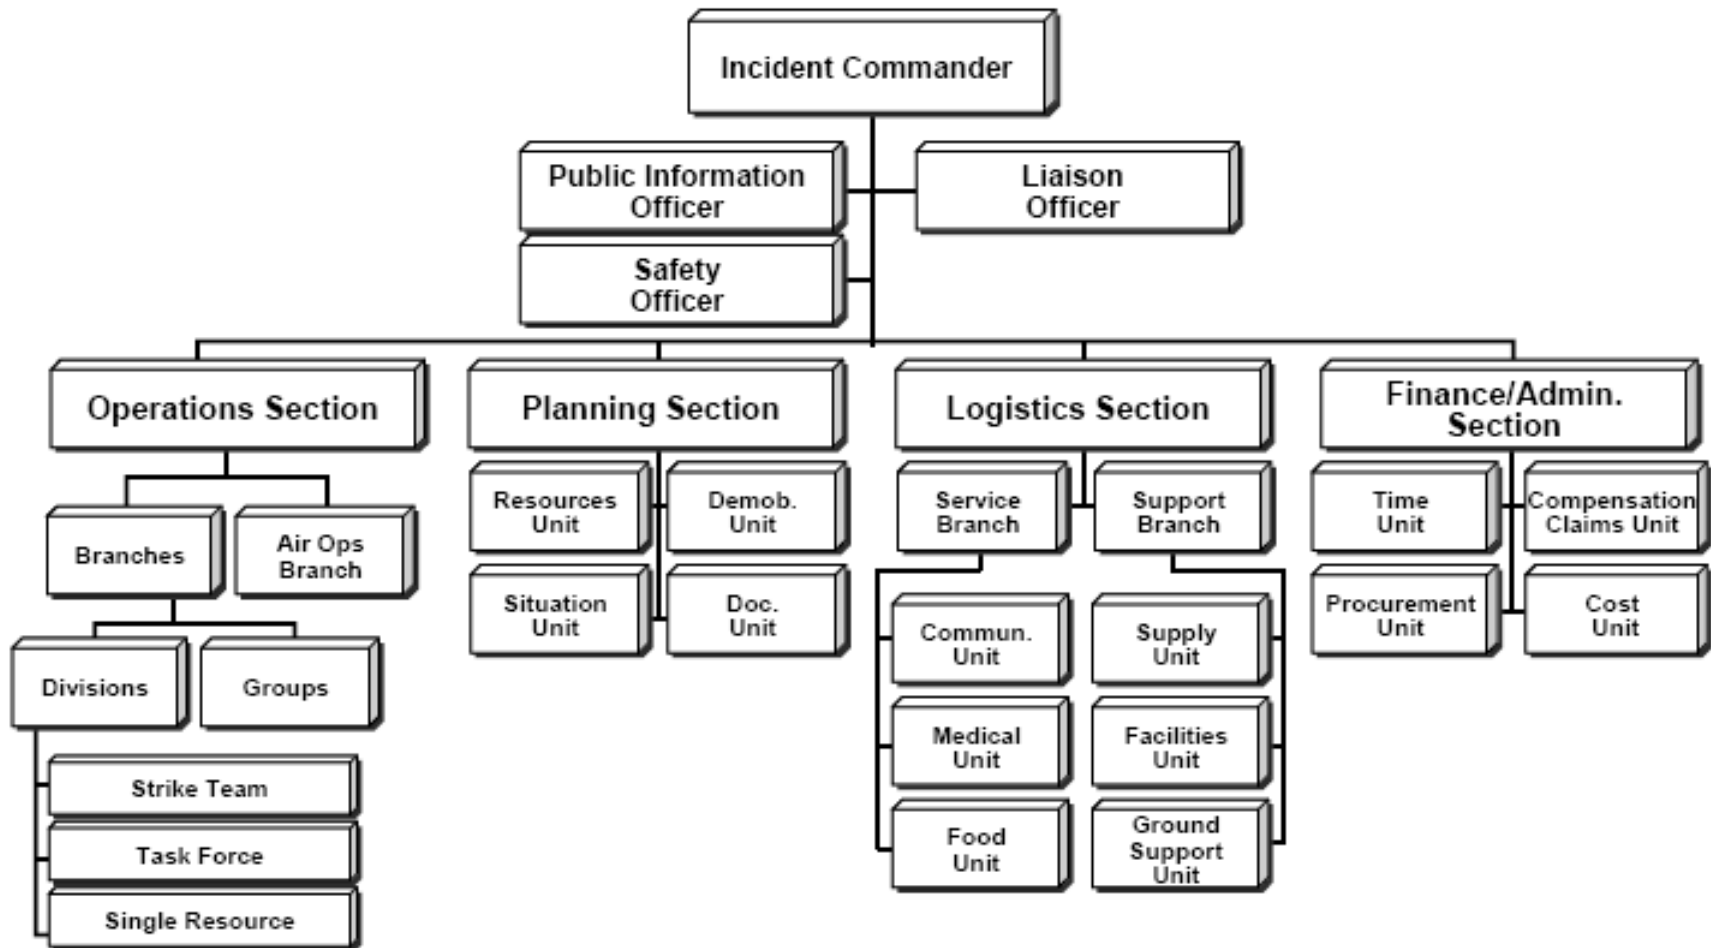 Incident Commander
Public Information
Officer
Liaison
Officer
Safety
Officer
Operations Section
Planning Section
Logistics Section
Finance/Admin.
Section
Branches
Air Ops
Branch
Divisions
Groups
Strike Team
Task Force
Single Resource
Resources
Unit
Demob.
Unit
Situation
Unit
Doc.
Unit
Service
Branch
Support
Branch
Commun.
Unit
Supply
Unit
Medical
Unit
Facilities
Unit
Food
Unit
Ground
Support
Unit
Time
Unit
Compensation
Claims Unit
Procurement
Unit
Cost
Unit